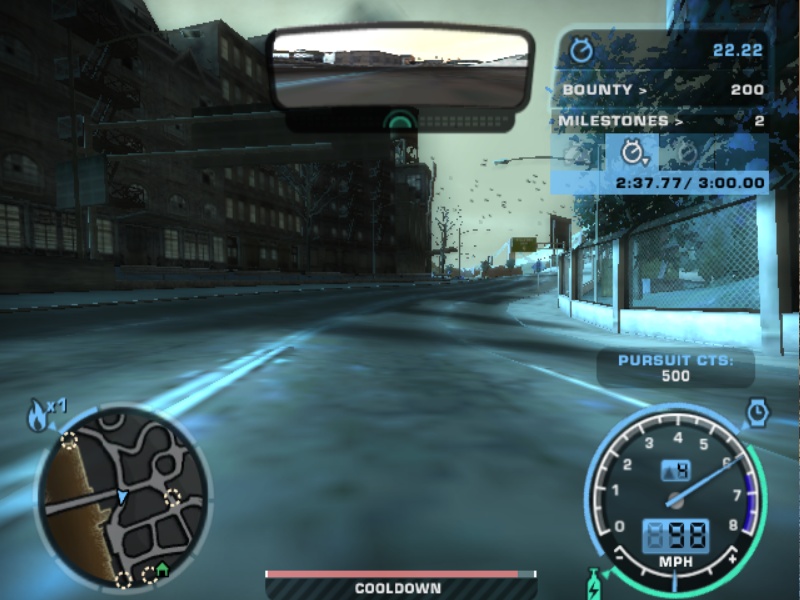 22.22
BOUNTY > 200
MILESTONES > 2
2:37.77/ 3:00.00
PURSUIT CTS:
500
x1
0 1 2 3 4 5 6 7 8
4
98
MPH
- +
COOLDOWN